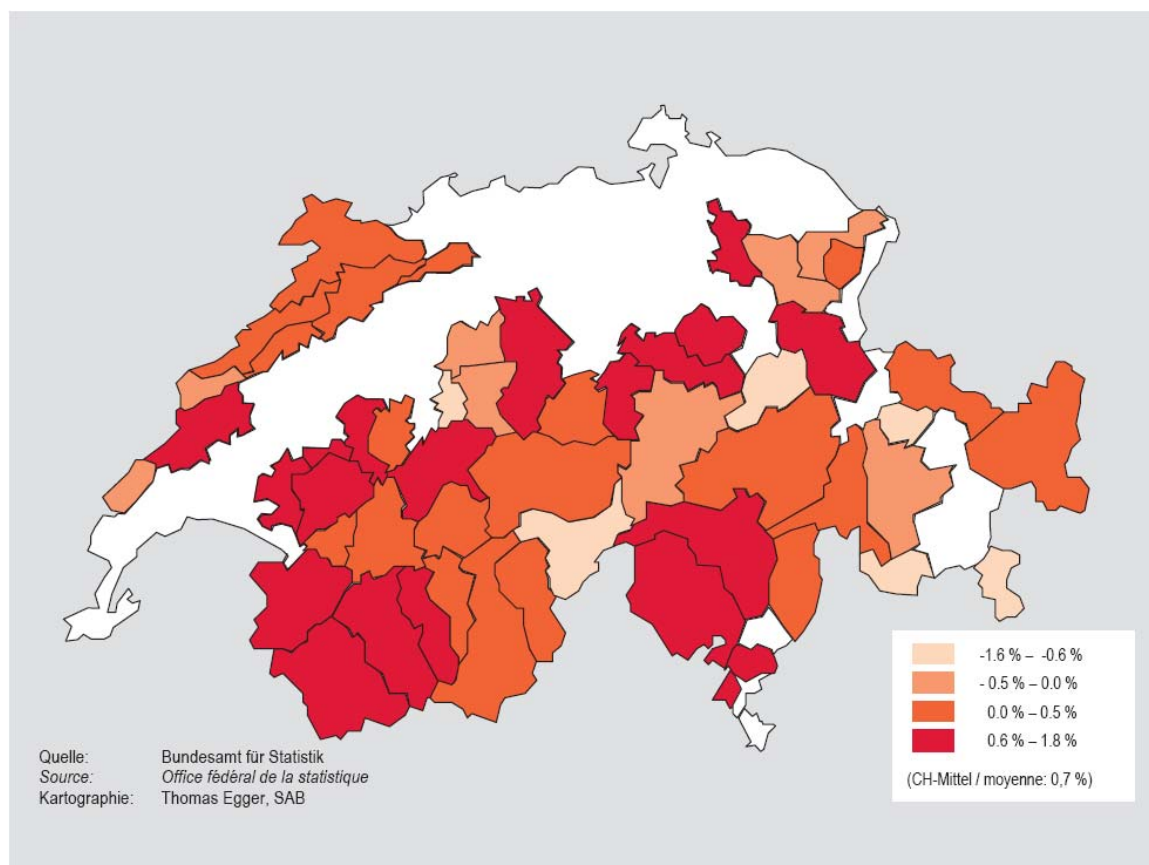 -1.6 % – -0.6 %
- 0.5 % – 0.0 %
0.0 % – 0.5 %
0.6 % – 1.8 %
(CH-Mittel / moyenne: 0,7 %)
Quelle: Bundesamt für Statistik
Source: Office fédéral de la statistique
Kartographie: Thomas Egger, SAB